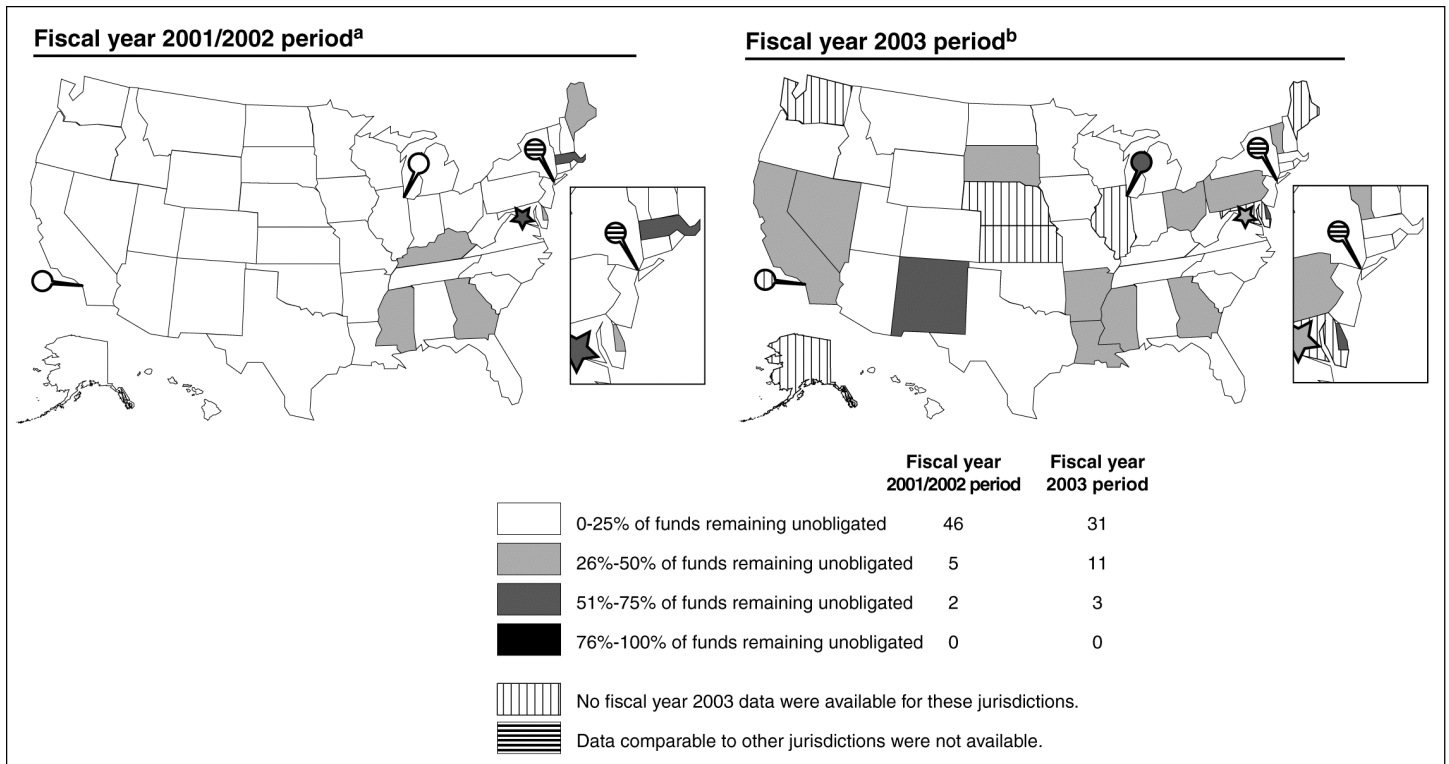 Fiscal year 2001/2002 periodᵃ
Fiscal year 2003 periodᵇ
Fiscal year 2001/2002 period
Fiscal year 2003 period
0-25% of funds remaining unobligated 46 31
26%-50% of funds remaining unobligated 5 11
51%-75% of funds remaining unobligated 2 3
76%-100% of funds remaining unobligated 0 0
No fiscal year 2003 data were available for these jurisdictions.
Data comparable to other jurisdictions were not available.